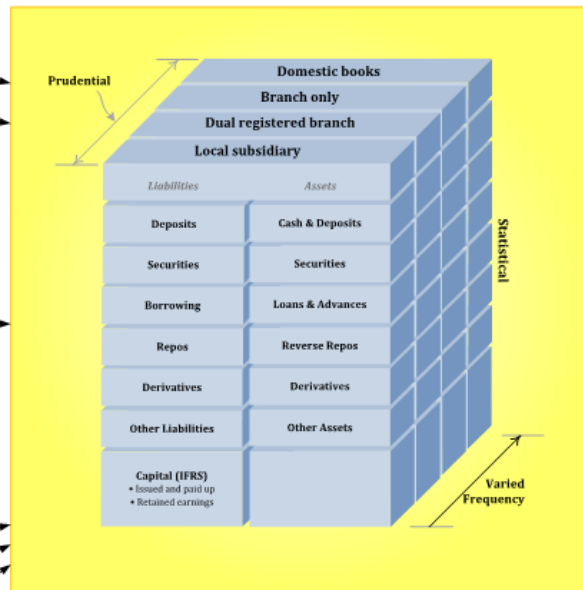 Prudential
Domestic books
Branch only
Dual registered branch
Local subsidiary
Liabilities Assets
Deposits Cash & Deposits
Securities Securities
Borrowing Loans & Advances
Repos Reverse Repos
Derivatives Derivatives
Other Liabilities Other Assets
Capital (IFRS)
• Issued and paid up
• Retained earnings
Statistical
Varied
Frequency